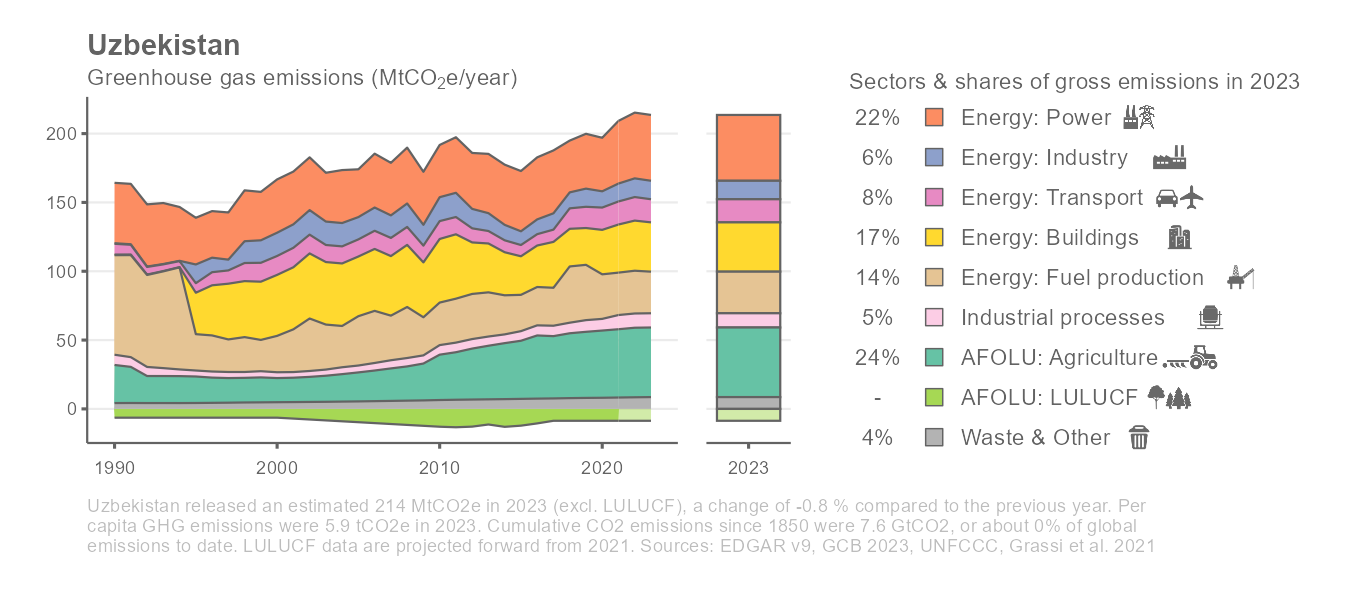 Uzbekistan
Greenhouse gas emissions (MtCO₂e/year)
200
150
100
50
0
1990
2000
2010
2020
2023
Sectors & shares of gross emissions in 2023
22% Energy: Power
6% Energy: Industry
8% Energy: Transport
17% Energy: Buildings
14% Energy: Fuel production
5% Industrial processes
24% AFOLU: Agriculture
- AFOLU: LULUCF
4% Waste & Other
Uzbekistan released an estimated 214 MtCO2e in 2023 (excl. LULUCF), a change of -0.8 % compared to the previous year. Per
capita GHG emissions were 5.9 tCO2e in 2023. Cumulative CO2 emissions since 1850 were 7.6 GtCO2, or about 0% of global
emissions to date. LULUCF data are projected forward from 2021. Sources: EDGAR v9, GCB 2023, UNFCCC, Grassi et al. 2021